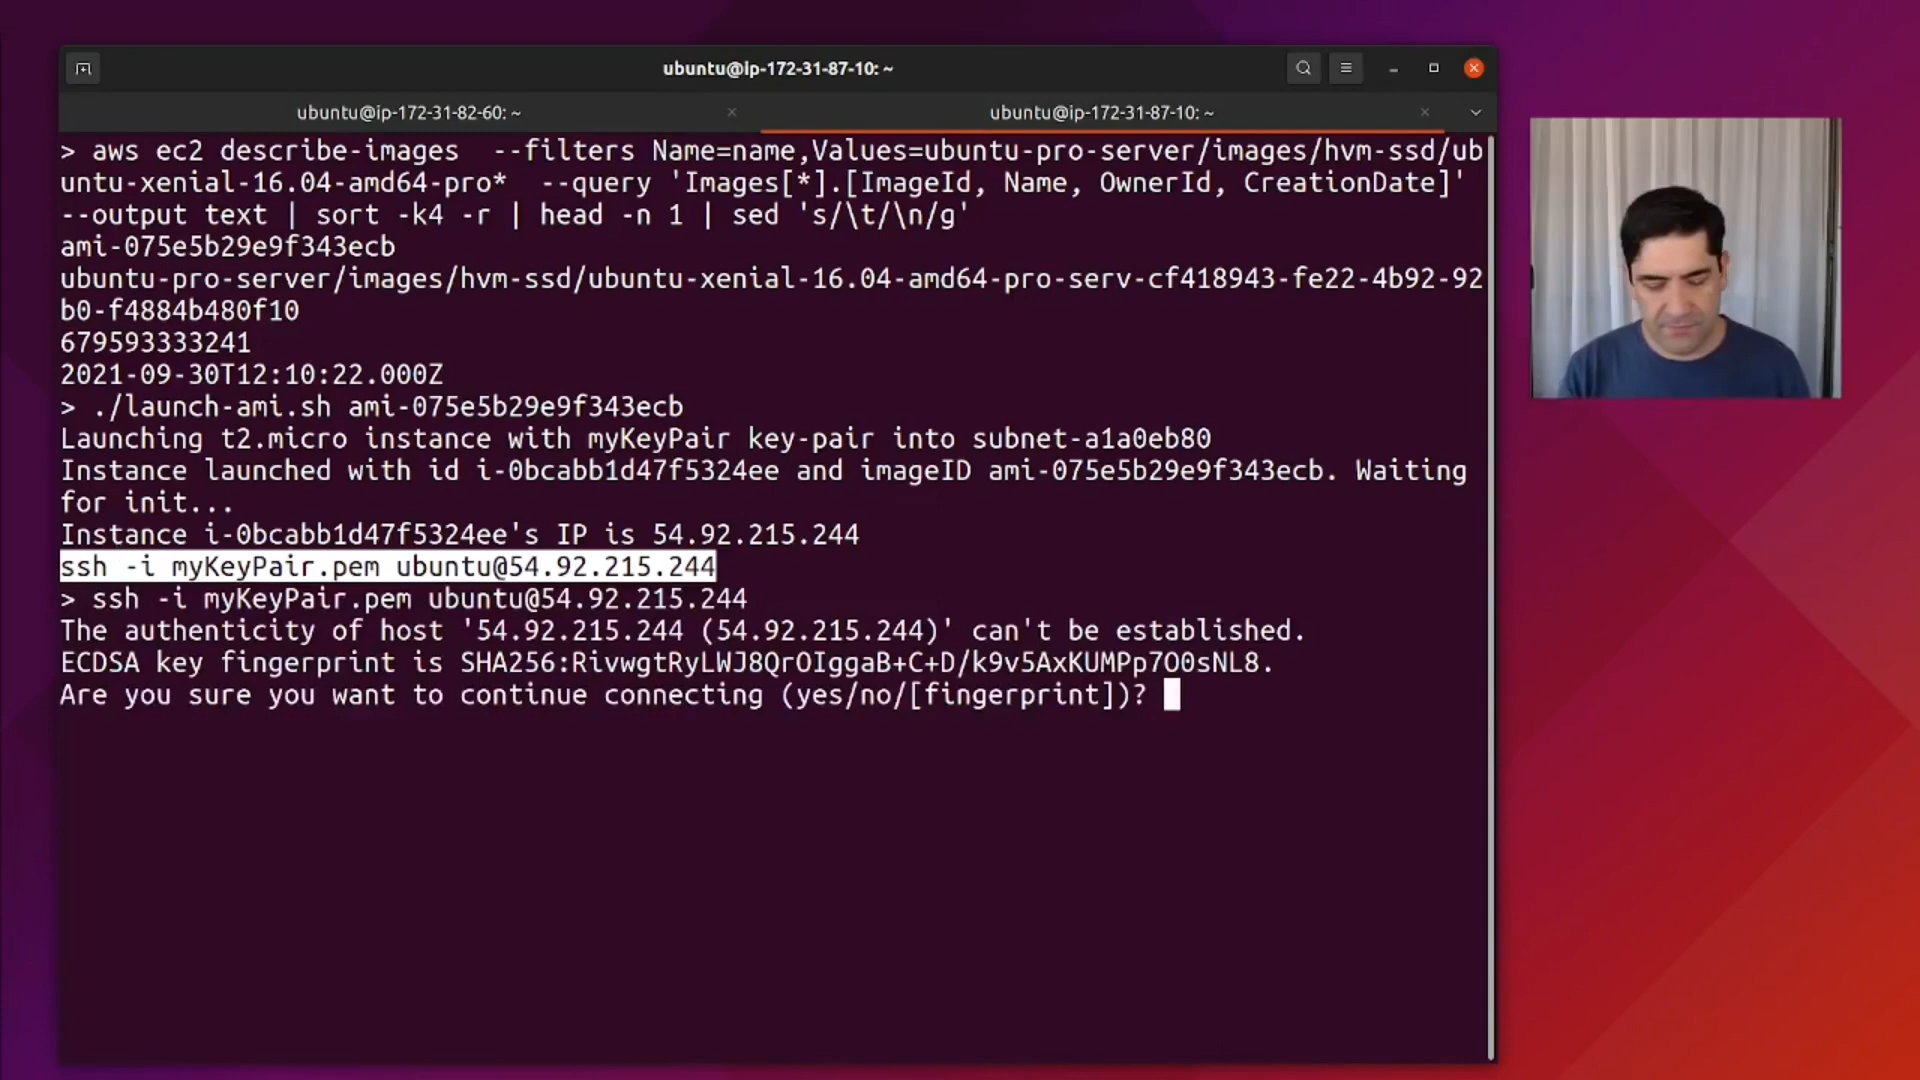 ubuntu@ip-172-31-87-10: ~
ubuntu@ip-172-31-82-60: ~
ubuntu@ip-172-31-87-10: ~
> aws ec2 describe-images  --filters Name=name,Values=ubuntu-pro-server/images/hvm-ssd/ub
untu-xenial-16.04-amd64-pro*  --query 'Images[*].[ImageId, Name, OwnerId, CreationDate]'
--output text | sort -k4 -r | head -n 1 | sed 's/\t/\n/g'
ami-075e5b29e9f343ecb
ubuntu-pro-server/images/hvm-ssd/ubuntu-xenial-16.04-amd64-pro-serv-cf418943-fe22-4b92-92
b0-f4884b480f10
679593333241
2021-09-30T12:10:22.000Z
> ./launch-ami.sh ami-075e5b29e9f343ecb
Launching t2.micro instance with myKeyPair key-pair into subnet-a1a0eb80
Instance launched with id i-0bcabb1d47f5324ee and imageID ami-075e5b29e9f343ecb. Waiting
for init...
Instance i-0bcabb1d47f5324ee's IP is 54.92.215.244
ssh -i myKeyPair.pem ubuntu@54.92.215.244
> ssh -i myKeyPair.pem ubuntu@54.92.215.244
The authenticity of host '54.92.215.244 (54.92.215.244)' can't be established.
ECDSA key fingerprint is SHA256:RivwgtRyLWJ8QrOIggaB+C+D/k9v5AxKUMPp7O0sNL8.
Are you sure you want to continue connecting (yes/no/[fingerprint])?